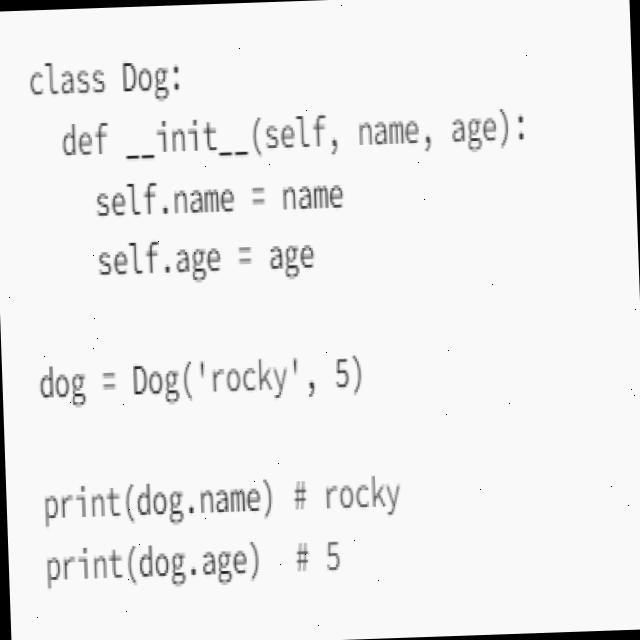 class Dog:
  def __init__(self, name, age):
    self.name = name
    self.age = age

dog = Dog('rocky', 5)

print(dog.name) # rocky
print(dog.age)  # 5